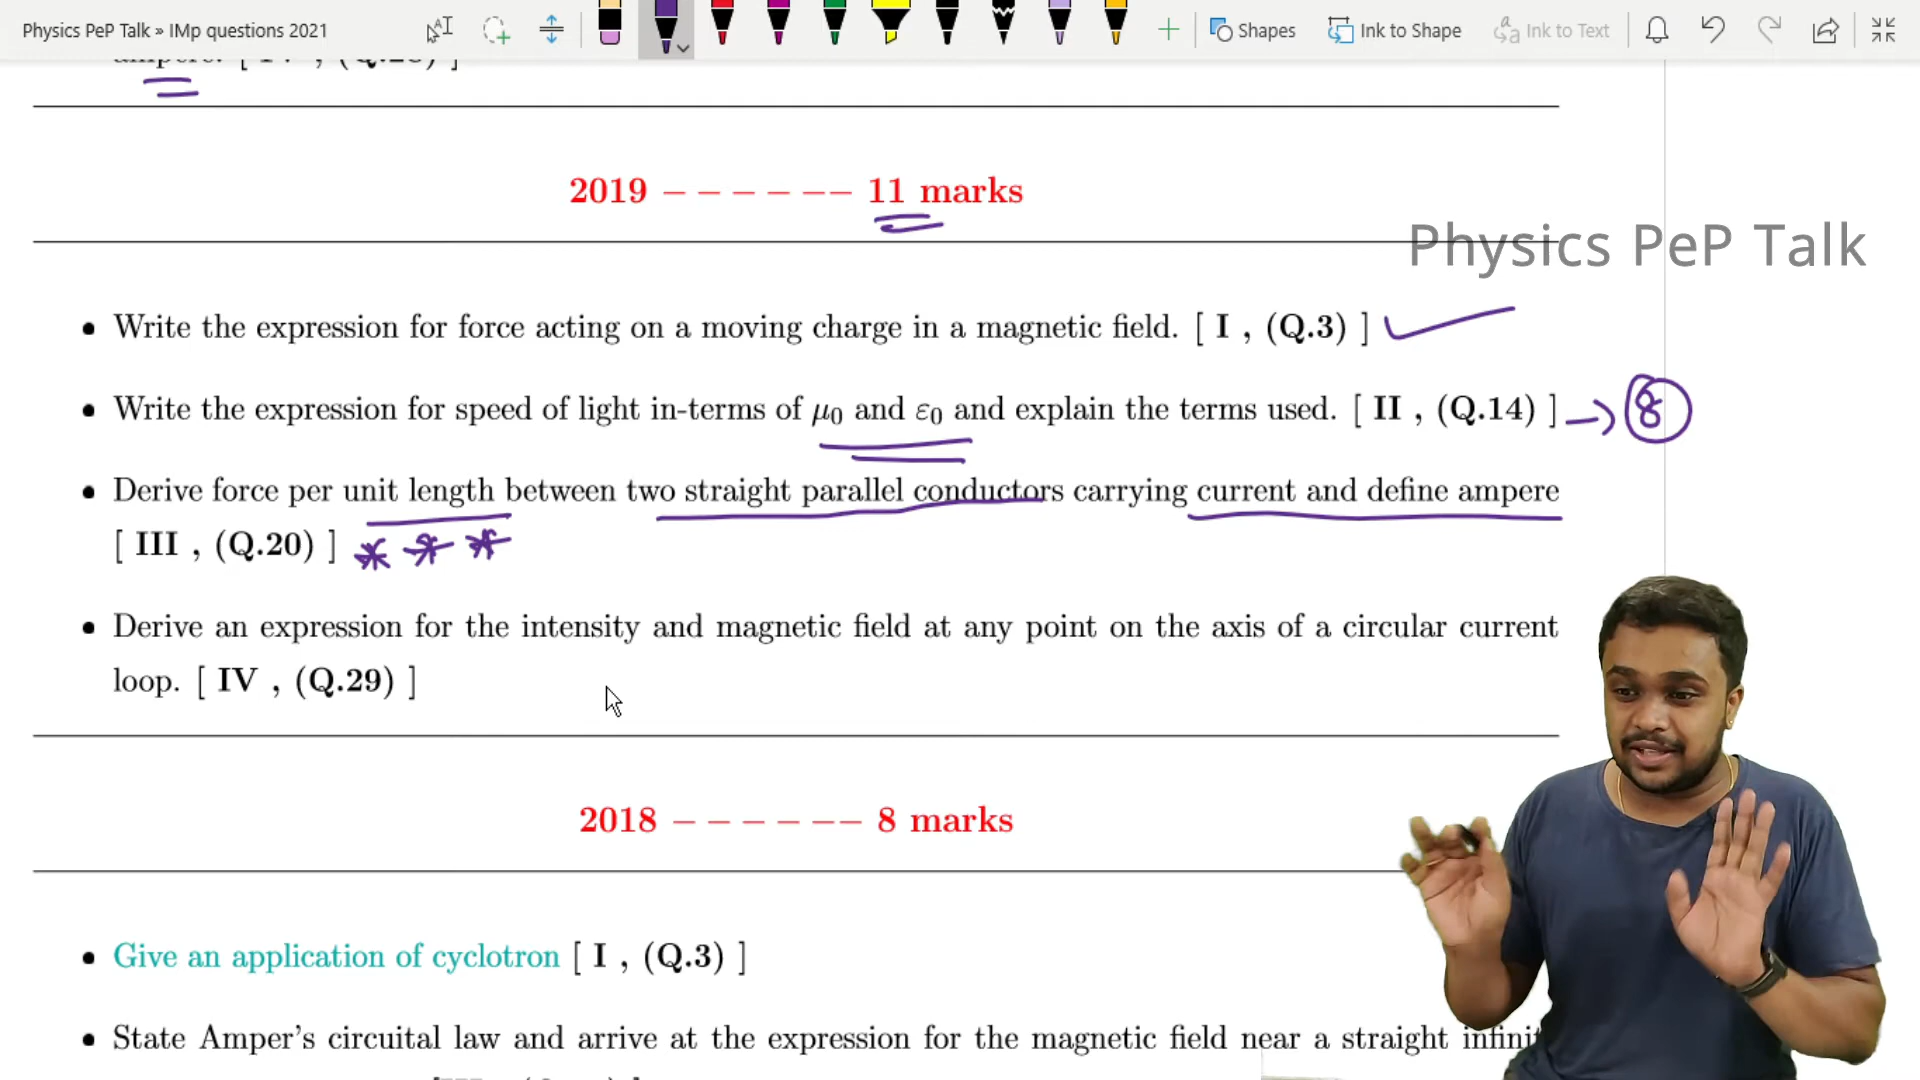 Physics PeP Talk » IMp questions 2021
Shapes
Ink to Shape
Ink to Text
2019 – – – – – –– 11 marks
Physics PeP Talk
• Write the expression for force acting on a moving charge in a magnetic field. [ I , (Q.3) ]
• Write the expression for speed of light in-terms of μ₀ and ε₀ and explain the terms used. [ II , (Q.14) ] → 8
• Derive force per unit length between two straight parallel conductors carrying current and define ampere
[ III , (Q.20) ] * * *
• Derive an expression for the intensity and magnetic field at any point on the axis of a circular current
loop. [ IV , (Q.29) ]
2018 – – – – – –– 8 marks
• Give an application of cyclotron [ I , (Q.3) ]
• State Amper's circuital law and arrive at the expression for the magnetic field near a straight infinit